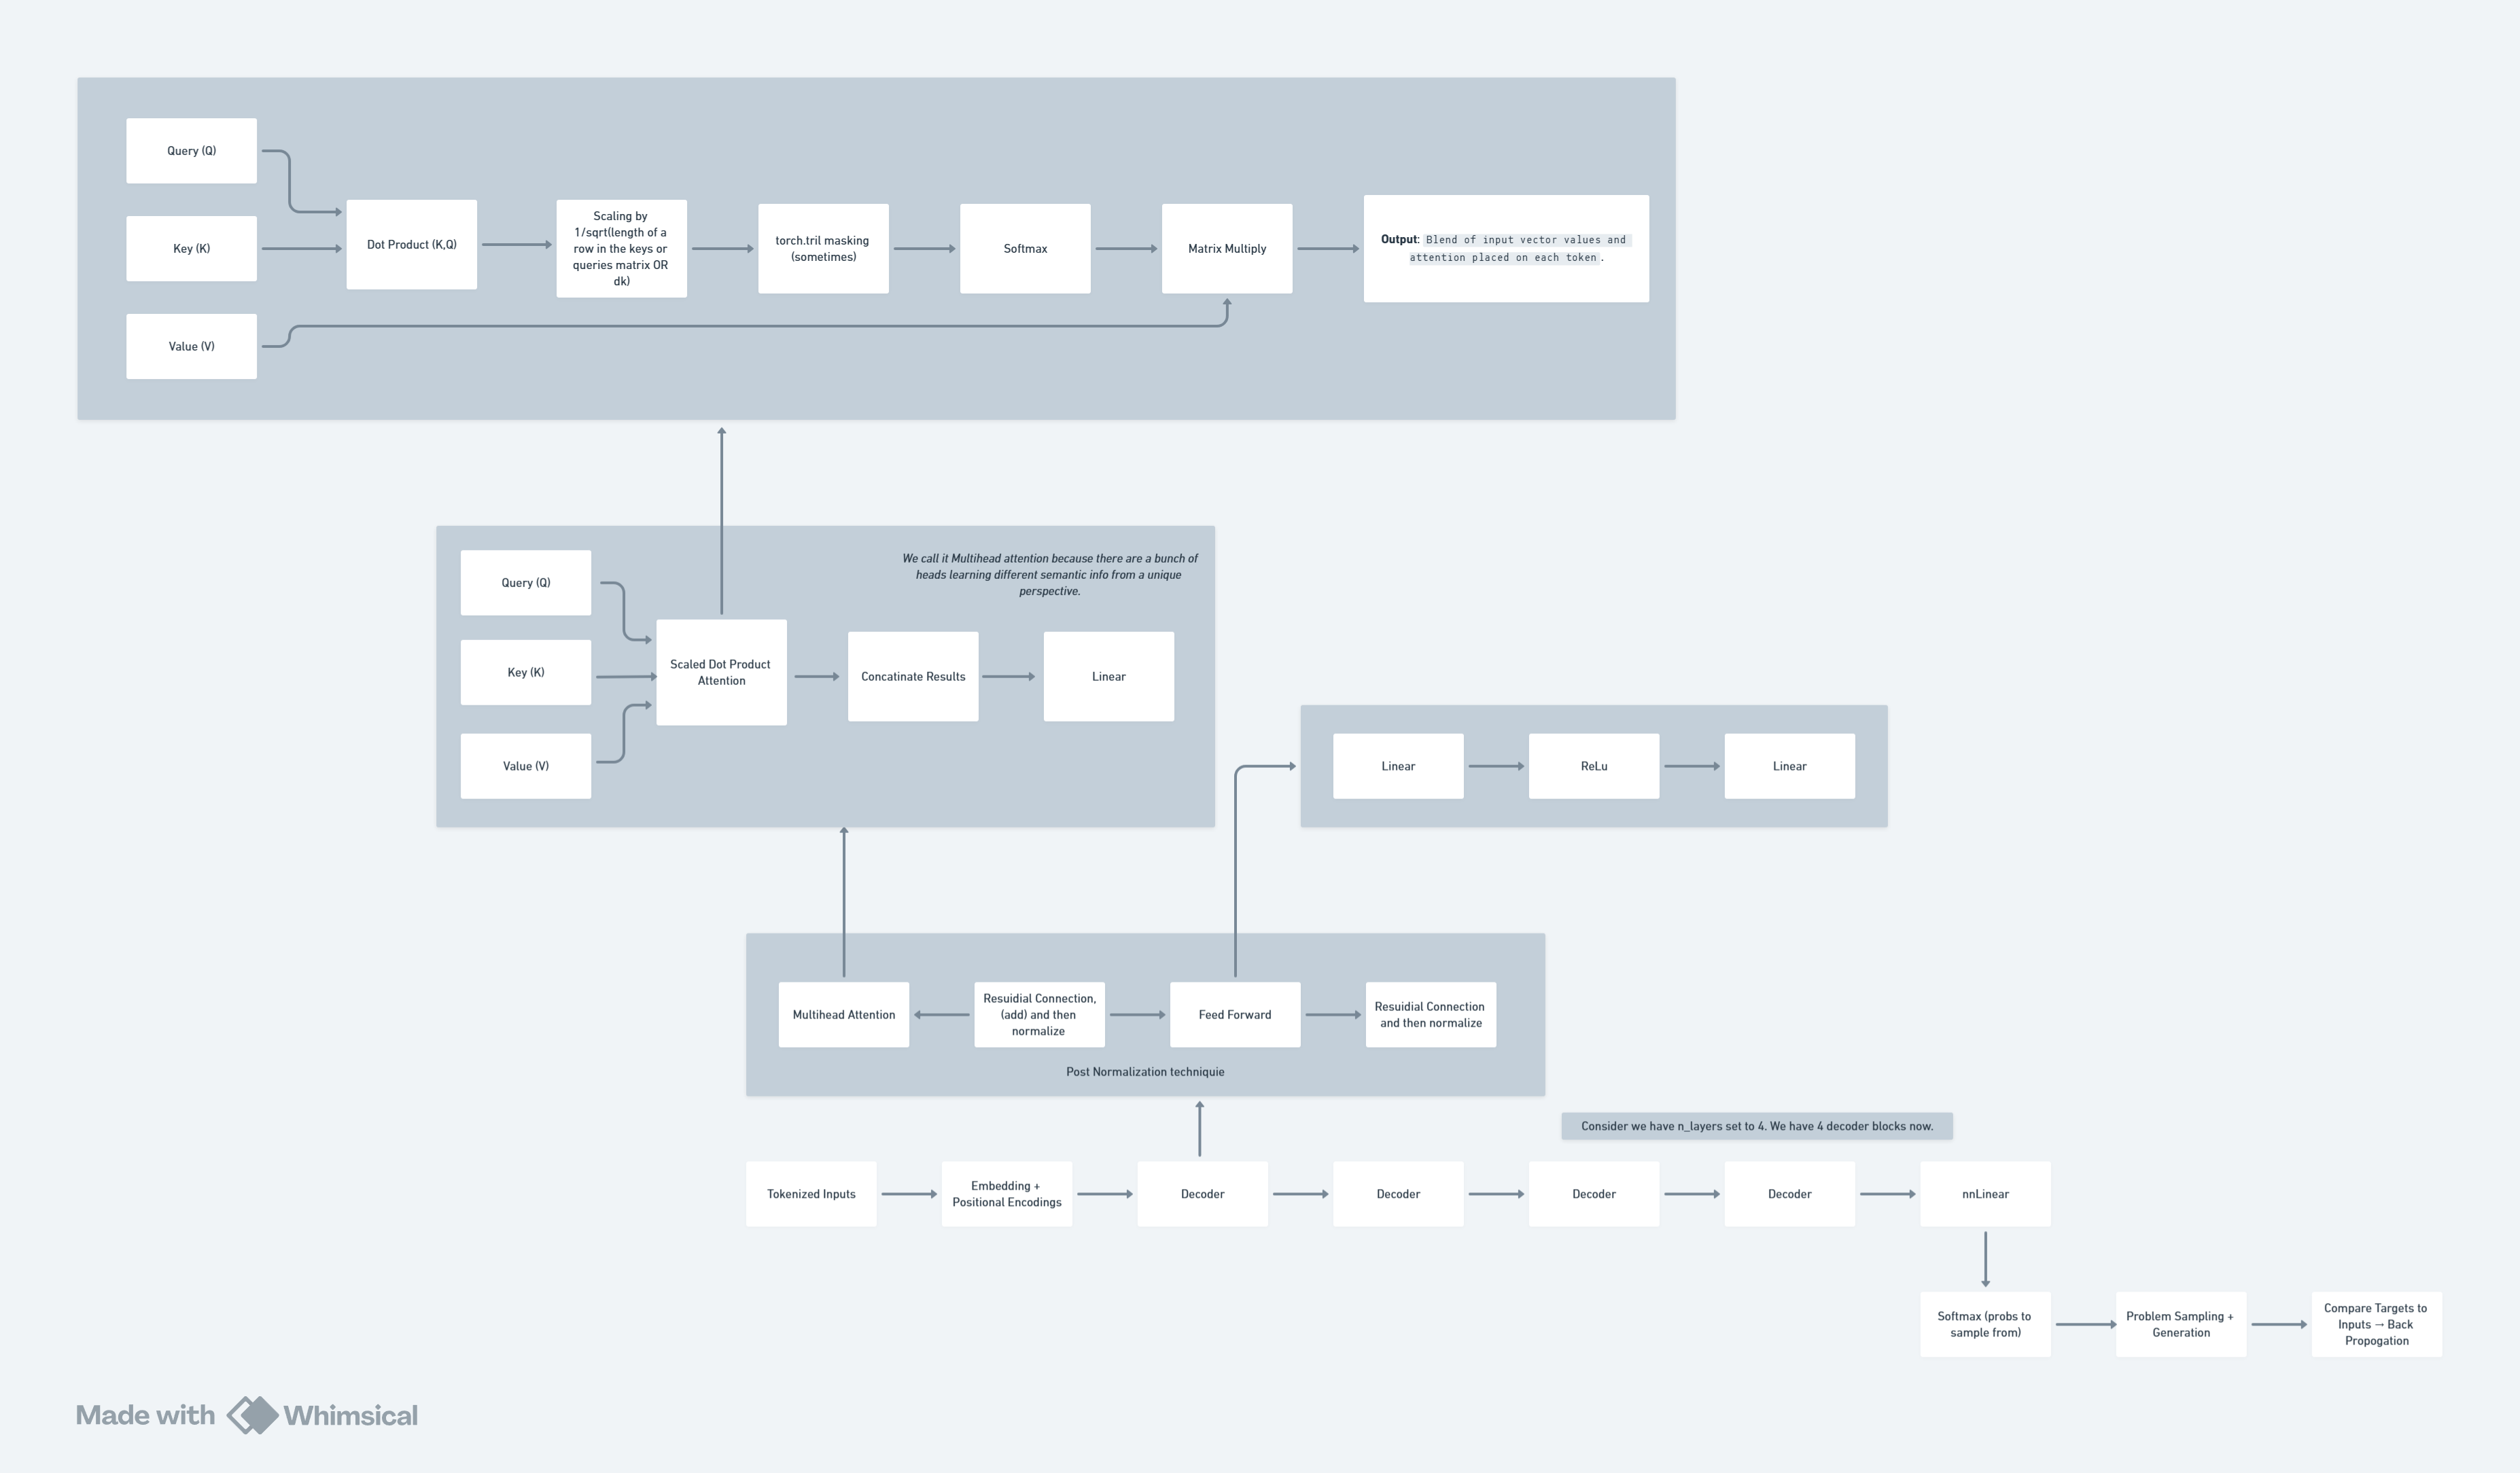 Query (Q)
Key (K)
Value (V)
Dot Product (K,Q)
Scaling by
1/sqrt(length of a
row in the keys or
queries matrix OR
dk)
torch.tril masking
(sometimes)
Softmax
Matrix Multiply
Output: Blend of input vector values and
attention placed on each token.
Query (Q)
Key (K)
Value (V)
We call it Multihead attention because there are a bunch of
heads learning different semantic info from a unique
perspective.
Scaled Dot Product
Attention
Concatinate Results
Linear
Linear
ReLu
Linear
Multihead Attention
Resuidial Connection,
(add) and then
normalize
Feed Forward
Resuidial Connection
and then normalize
Post Normalization techniquie
Consider we have n_layers set to 4. We have 4 decoder blocks now.
Tokenized Inputs
Embedding +
Positional Encodings
Decoder
Decoder
Decoder
Decoder
nnLinear
Softmax (probs to
sample from)
Problem Sampling +
Generation
Compare Targets to
Inputs → Back
Propogation
Made with Whimsical